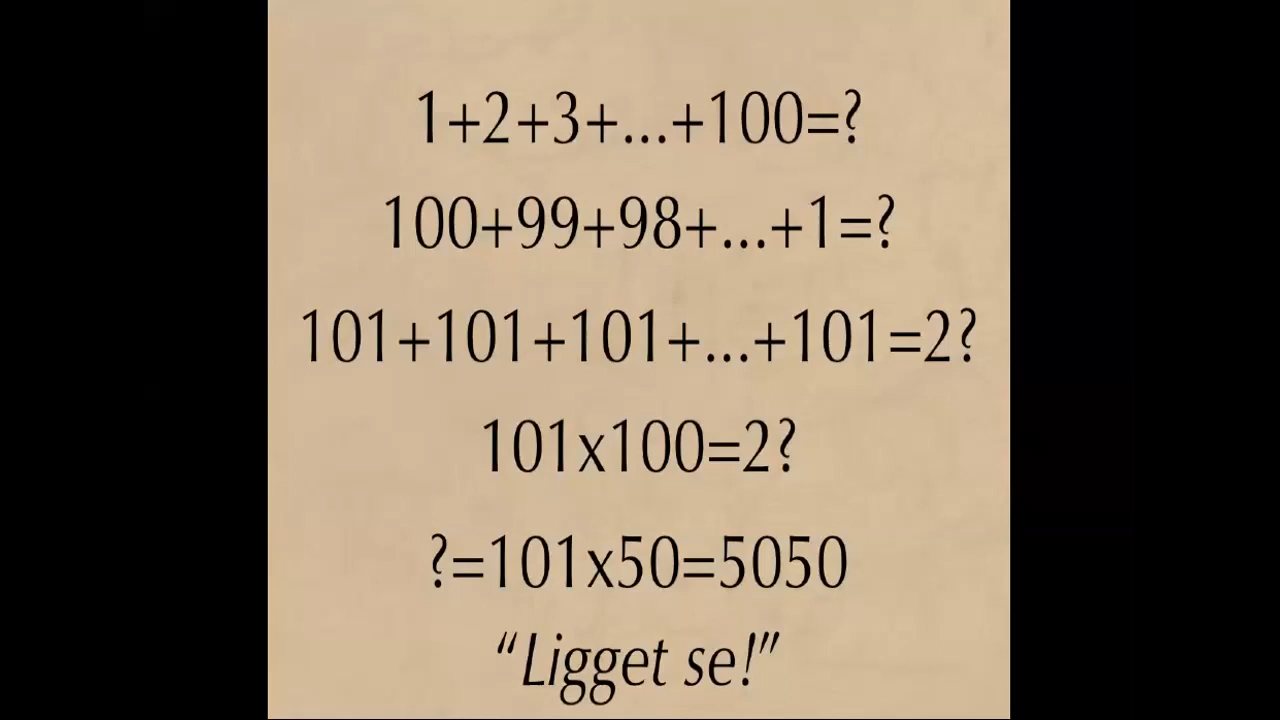 1+2+3+...+100=?
100+99+98+...+1=?
101+101+101+...+101=2?
101x100=2?
?=101x50=5050
“Ligget se!”